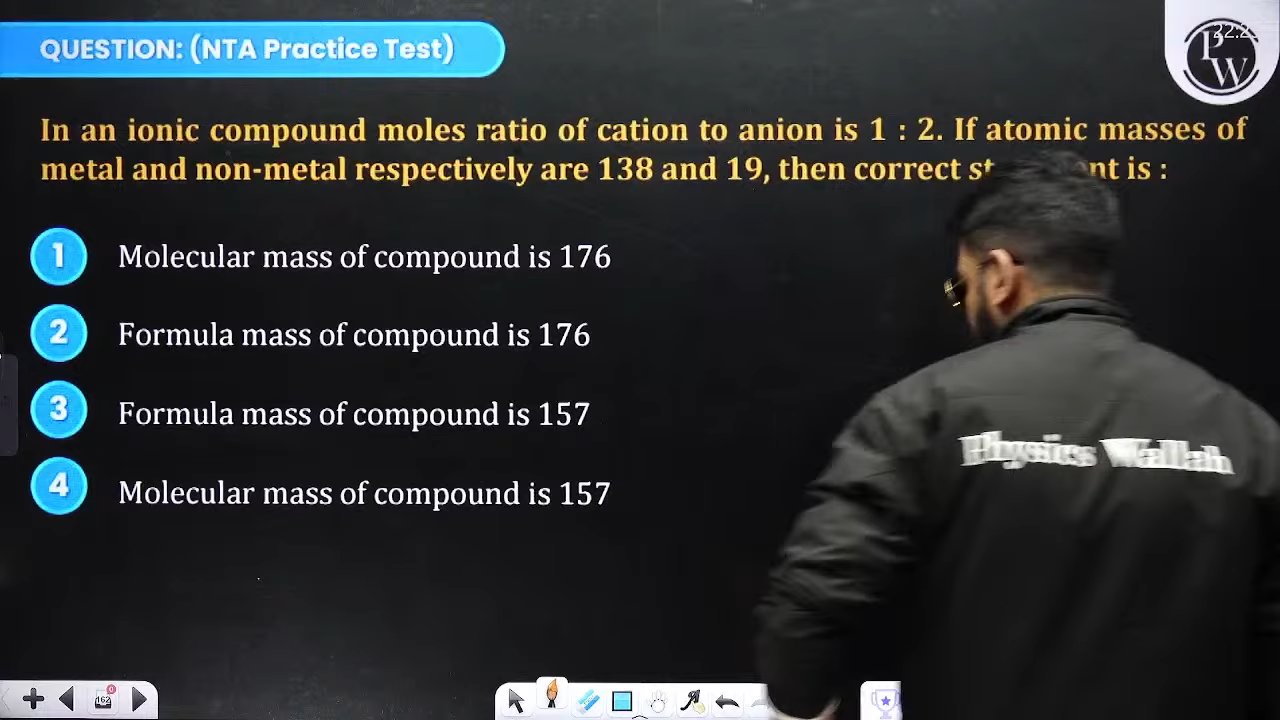 QUESTION: (NTA Practice Test)
In an ionic compound moles ratio of cation to anion is 1 : 2. If atomic masses of
metal and non-metal respectively are 138 and 19, then correct is :
1 Molecular mass of compound is 176
2 Formula mass of compound is 176
3 Formula mass of compound is 157
4 Molecular mass of compound is 157
Physics Wallah
PW
162